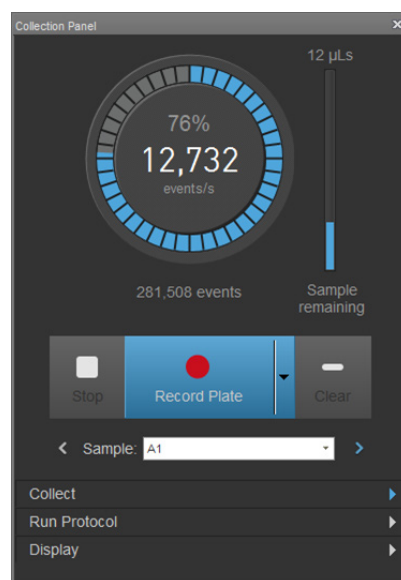 Collection Panel
x
12 µLs
76%
12,732
events/s
281,508 events
Sample
remaining
Stop
Record Plate
Clear
Sample: A1
Collect
Run Protocol
Display